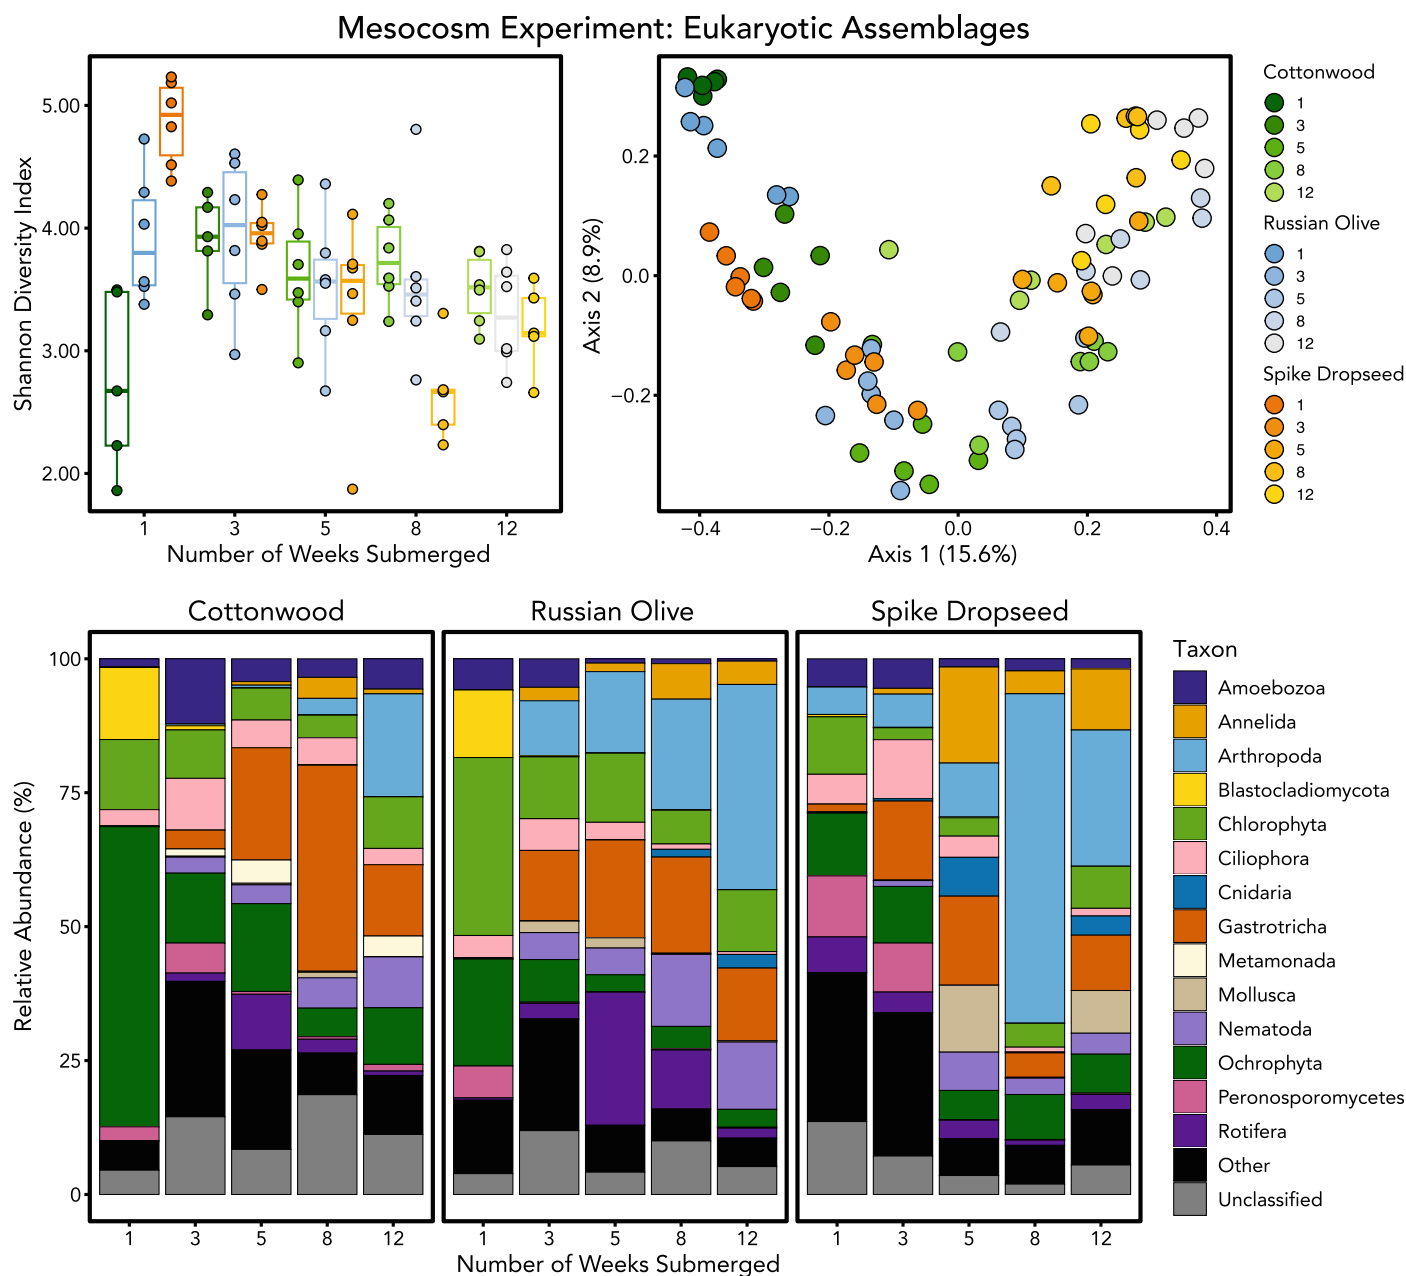 Mesocosm Experiment: Eukaryotic Assemblages
Shannon Diversity Index
5.00
4.00
3.00
2.00
1 3 5 8 12
Number of Weeks Submerged
Axis 2 (8.9%)
0.2
0.0
−0.2
−0.4 −0.2 0.0 0.2 0.4
Axis 1 (15.6%)
Cottonwood
1
3
5
8
12
Russian Olive
1
3
5
8
12
Spike Dropseed
1
3
5
8
12
Cottonwood
Russian Olive
Spike Dropseed
Relative Abundance (%)
100
75
50
25
0
1 3 5 8 12
1 3 5 8 12
1 3 5 8 12
Number of Weeks Submerged
Taxon
Amoebozoa
Annelida
Arthropoda
Blastocladiomycota
Chlorophyta
Ciliophora
Cnidaria
Gastrotricha
Metamonada
Mollusca
Nematoda
Ochrophyta
Peronosporomycetes
Rotifera
Other
Unclassified